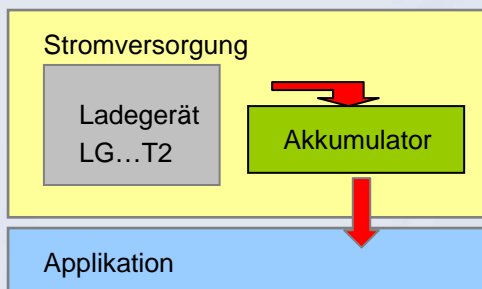 Stromversorgung
Ladegerät
LG…T2
Akkumulator
Applikation